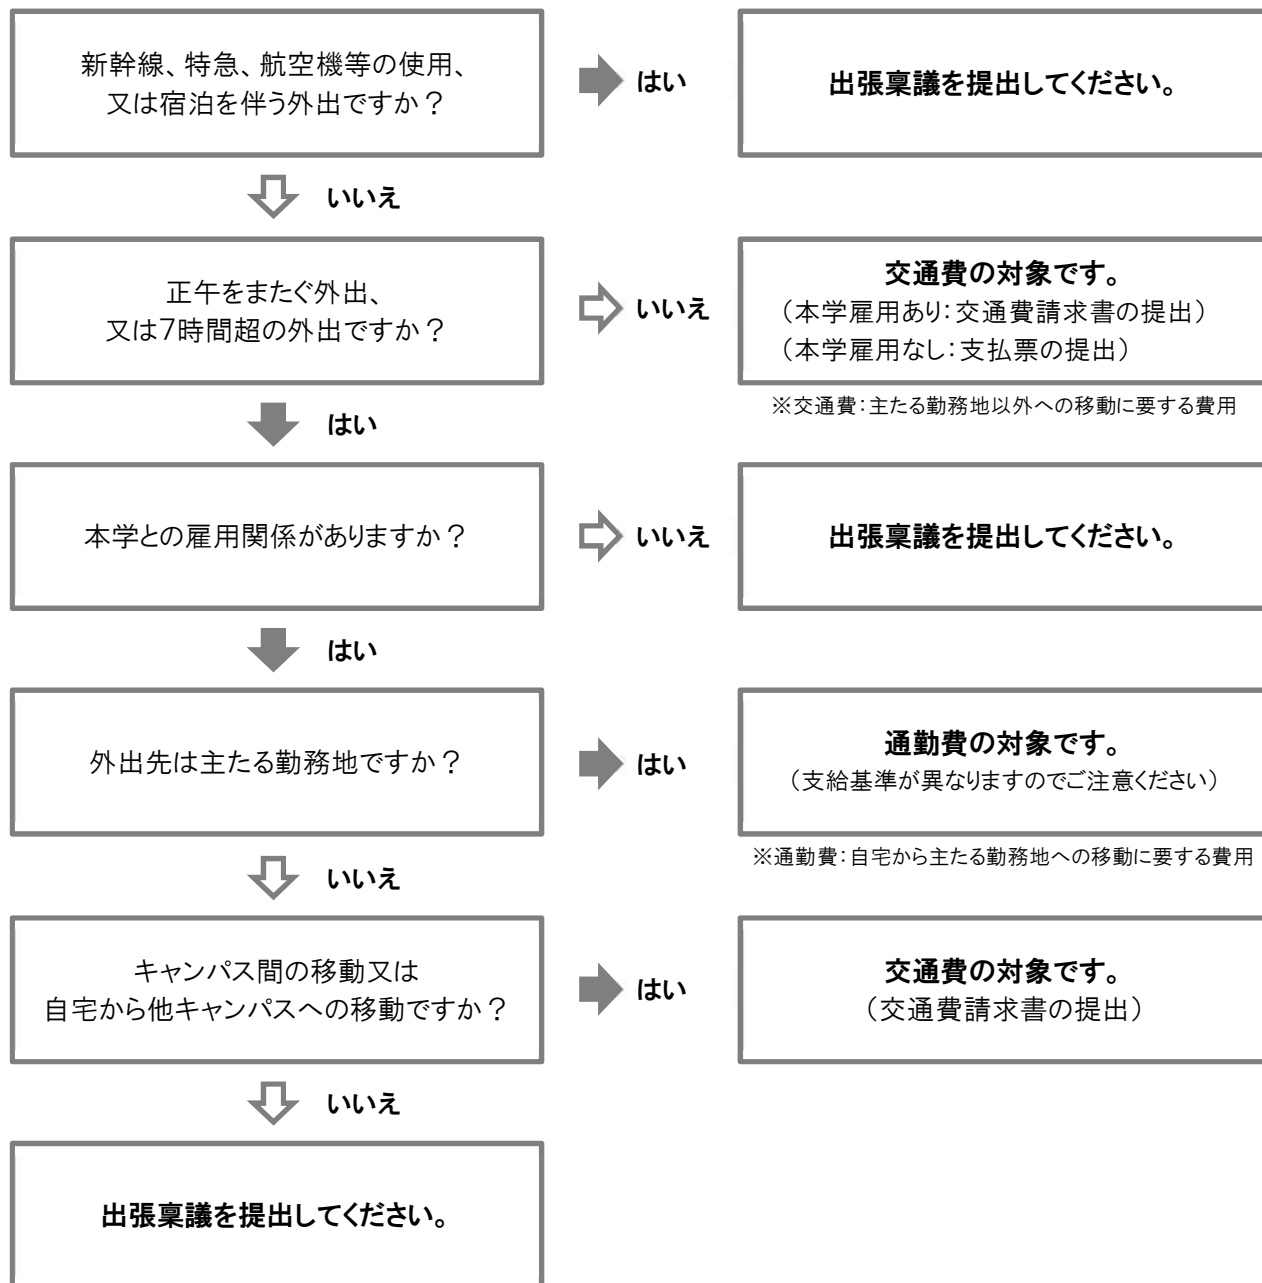 新幹線、特急、航空機等の使用、
又は宿泊を伴う外出ですか？
はい
出張稟議を提出してください。
いいえ
正午をまたぐ外出、
又は7時間超の外出ですか？
いいえ
交通費の対象です。
（本学雇用あり：交通費請求書の提出）
（本学雇用なし：支払票の提出）
※交通費：主たる勤務地以外への移動に要する費用
はい
本学との雇用関係がありますか？
いいえ
出張稟議を提出してください。
はい
外出先は主たる勤務地ですか？
はい
通勤費の対象です。
（支給基準が異なりますのでご注意ください）
※通勤費：自宅から主たる勤務地への移動に要する費用
いいえ
キャンパス間の移動又は
自宅から他キャンパスへの移動ですか？
はい
交通費の対象です。
（交通費請求書の提出）
いいえ
出張稟議を提出してください。